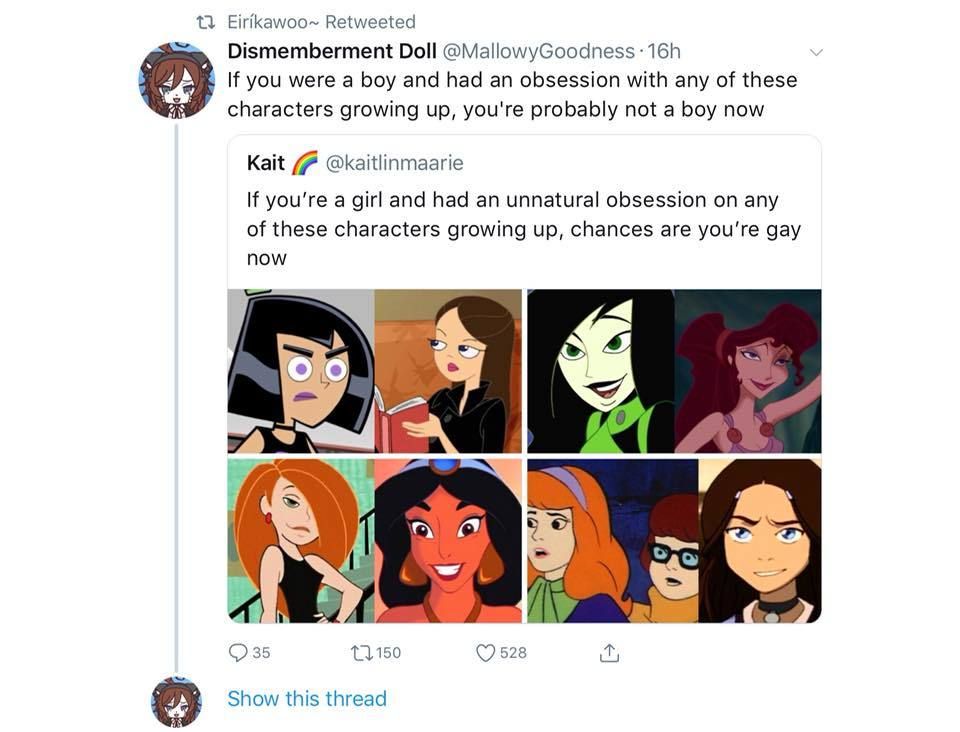 Eiríkawoo~ Retweeted
Dismemberment Doll @MallowyGoodness · 16h
If you were a boy and had an obsession with any of these
characters growing up, you're probably not a boy now
Kait 🌈 @kaitlinmaarie
If you’re a girl and had an unnatural obsession on any
of these characters growing up, chances are you’re gay
now
35 150 528
Show this thread